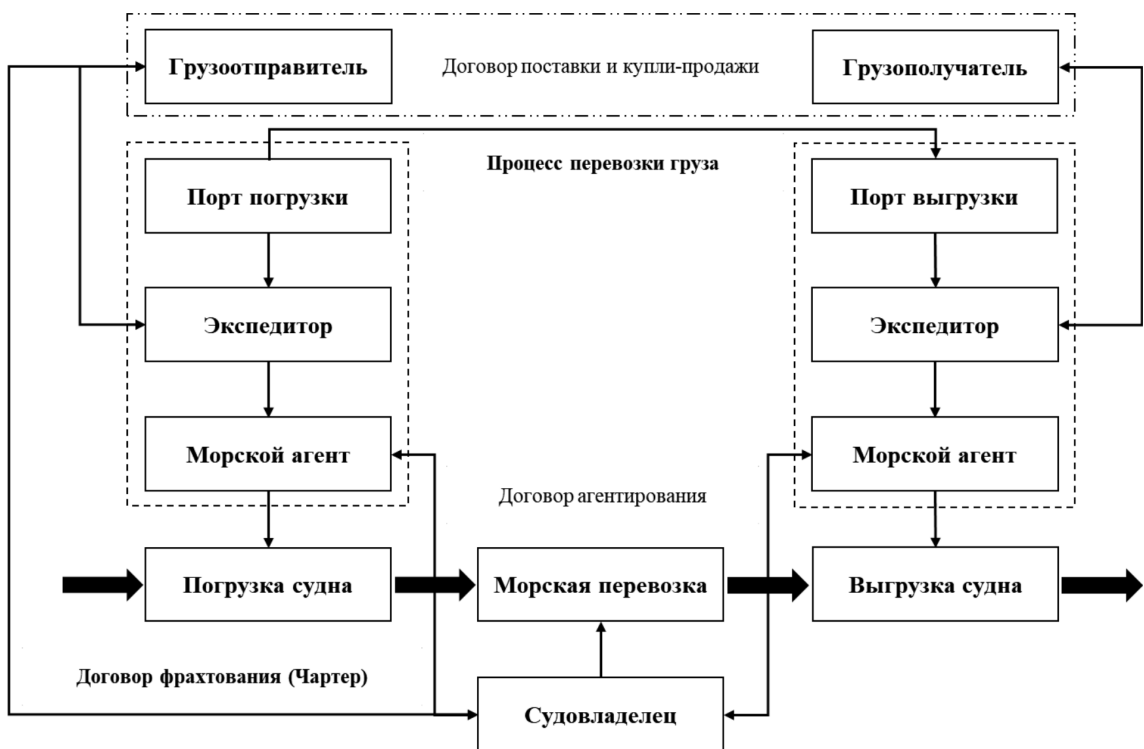 Грузоотправитель
Договор поставки и купли-продажи
Грузополучатель
Процесс перевозки груза
Порт погрузки
Порт выгрузки
Экспедитор
Экспедитор
Морской агент
Морской агент
Договор агентирования
Погрузка судна
Морская перевозка
Выгрузка судна
Договор фрахтования (Чартер)
Судовладелец